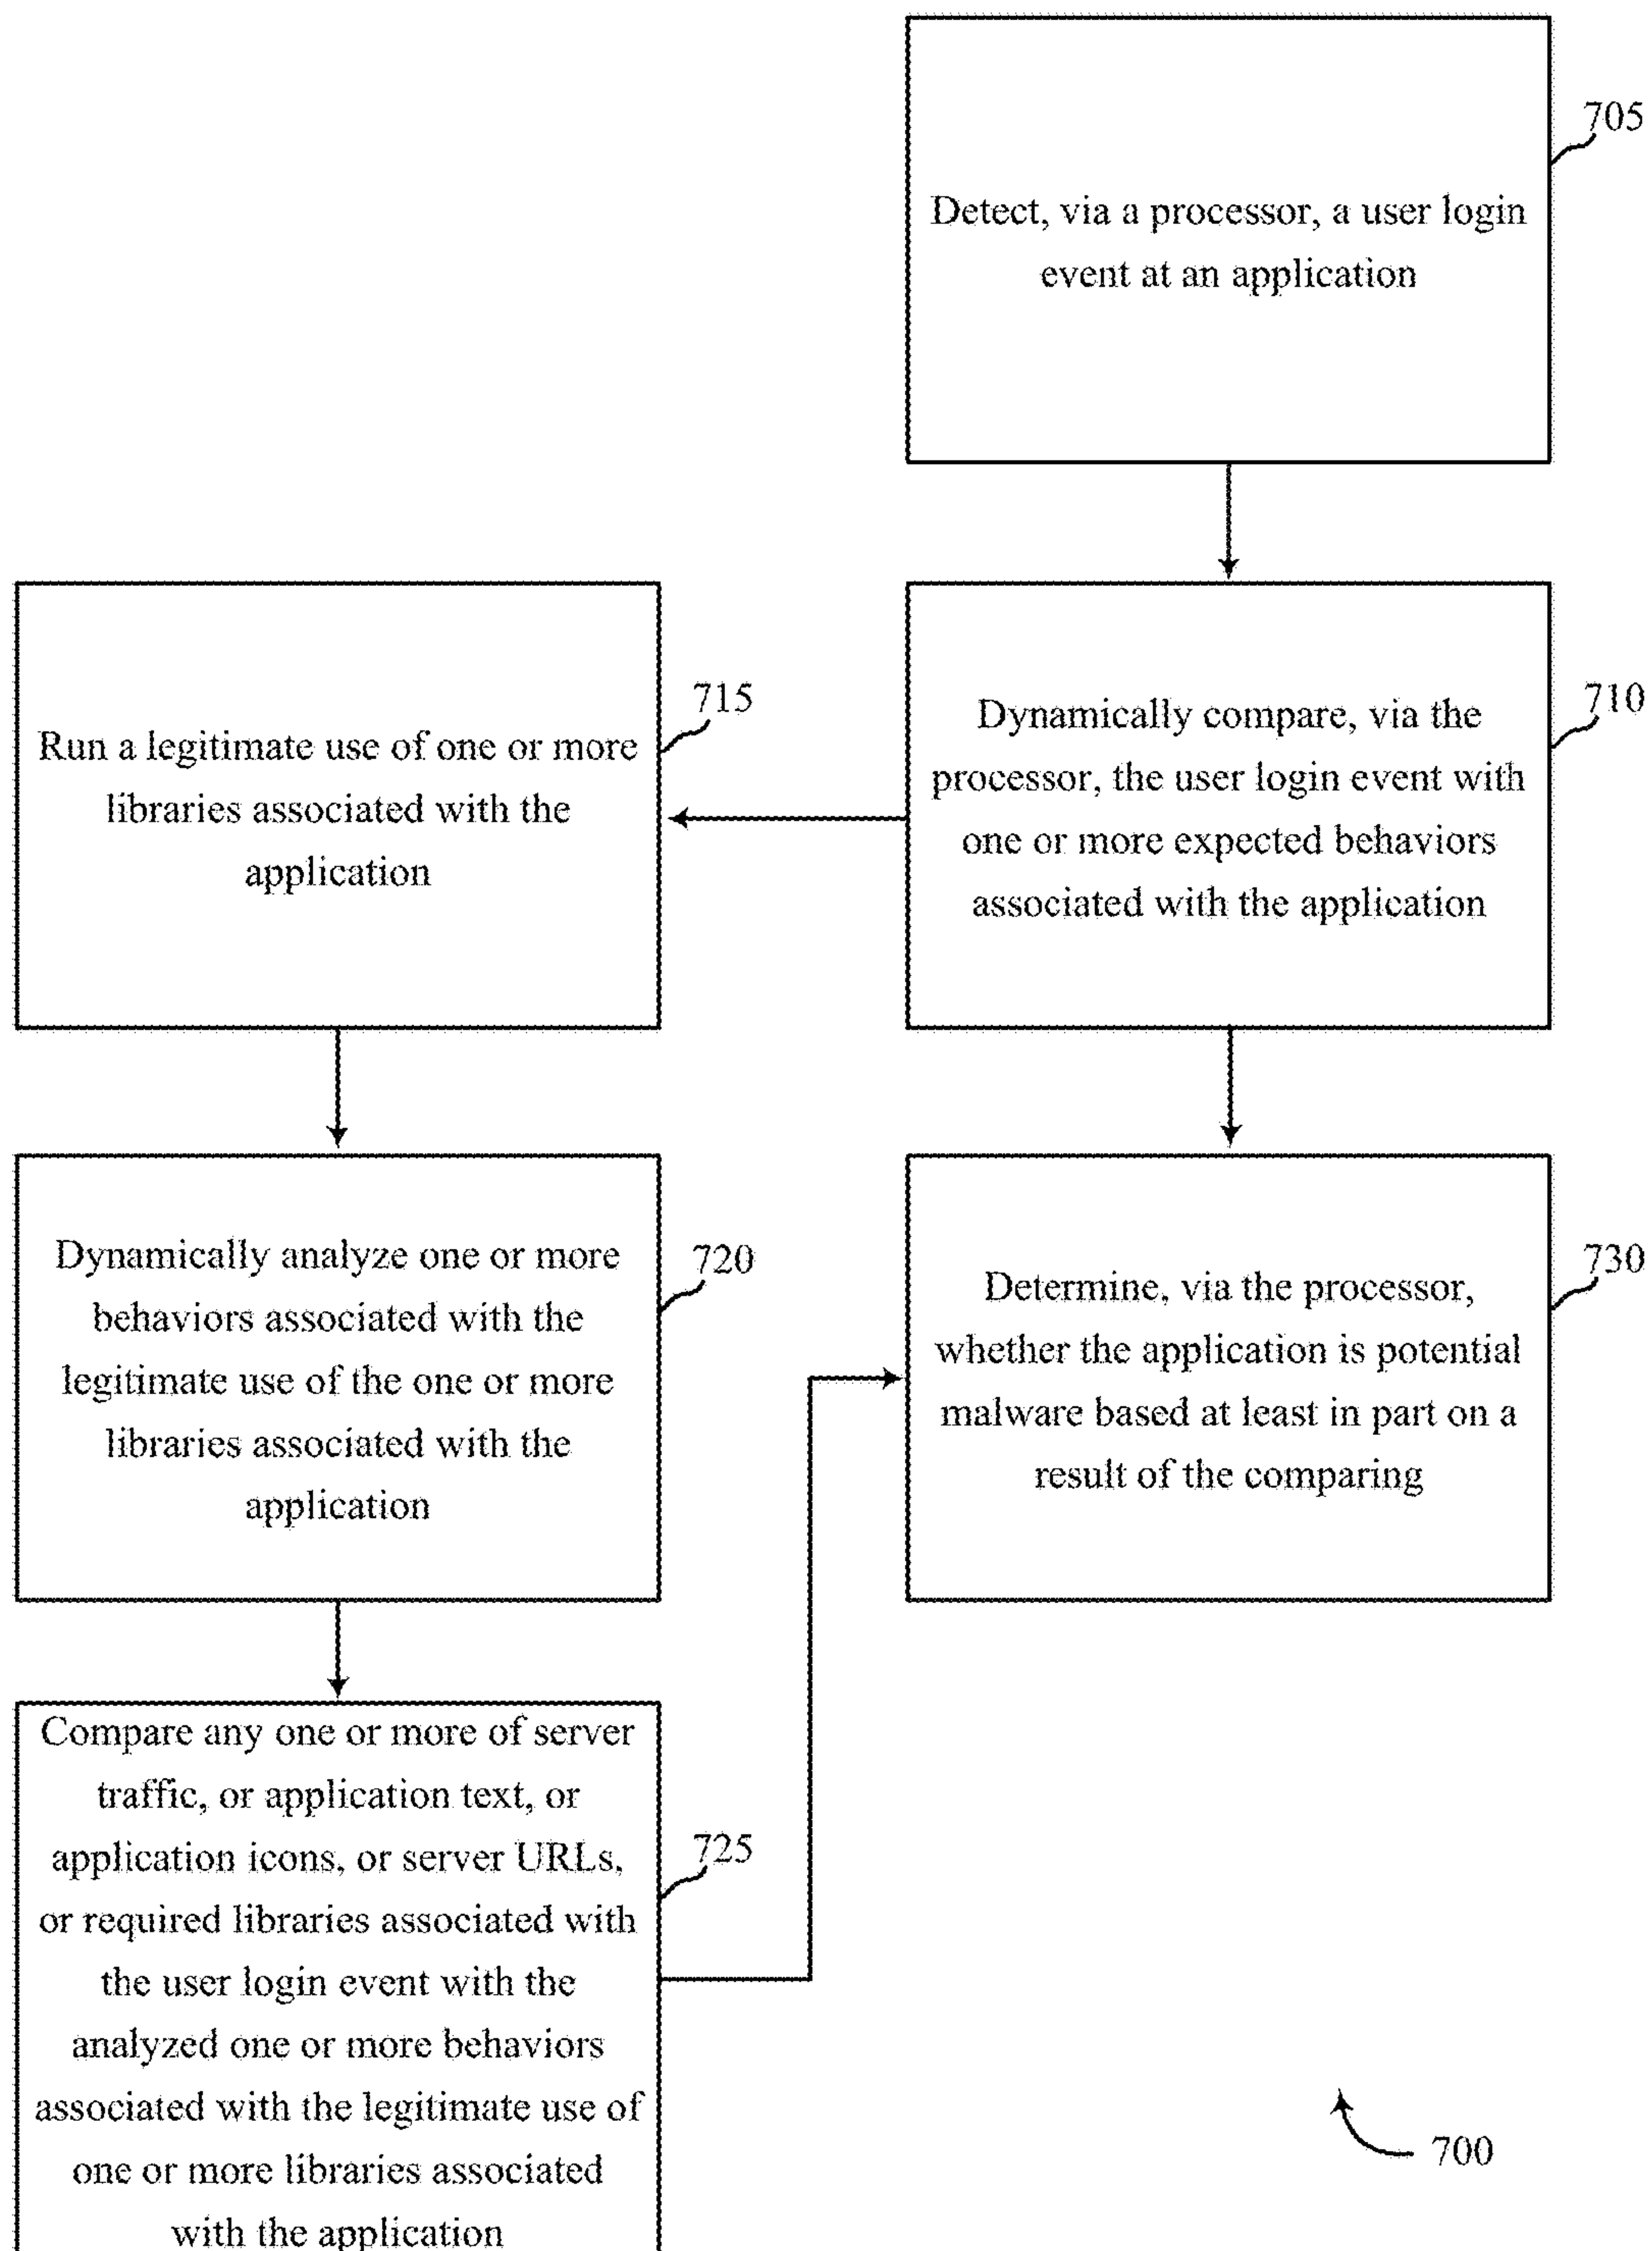 705
Detect, via a processor, a user login
event at an application
715
Run a legitimate use of one or more
libraries associated with the
application
710
Dynamically compare, via the
processor, the user login event with
one or more expected behaviors
associated with the application
720
Dynamically analyze one or more
behaviors associated with the
legitimate use of the one or more
libraries associated with the
application
730
Determine, via the processor,
whether the application is potential
malware based at least in part on a
result of the comparing
725
Compare any one or more of server
traffic, or application text, or
application icons, or server URLs,
or required libraries associated with
the user login event with the
analyzed one or more behaviors
associated with the legitimate use of
one or more libraries associated
with the application
700